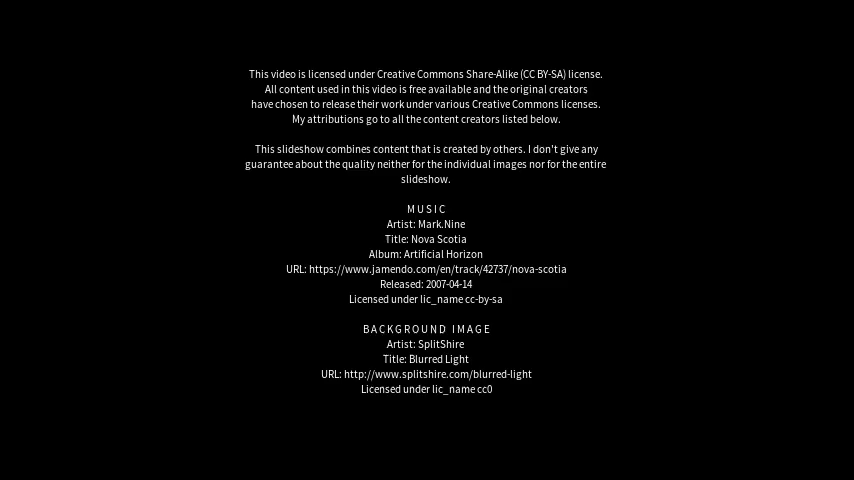 This video is licensed under Creative Commons Share-Alike (CC BY-SA) license.
All content used in this video is free available and the original creators
have chosen to release their work under various Creative Commons licenses.
My attributions go to all the content creators listed below.
This slideshow combines content that is created by others. I don't give any
guarantee about the quality neither for the individual images nor for the entire
slideshow.
MUSIC
Artist: Mark.Nine
Title: Nova Scotia
Album: Artificial Horizon
URL: https://www.jamendo.com/en/track/42737/nova-scotia
Released: 2007-04-14
Licensed under lic_name cc-by-sa
BACKGROUND IMAGE
Artist: SplitShire
Title: Blurred Light
URL: http://www.splitshire.com/blurred-light
Licensed under lic_name cc0